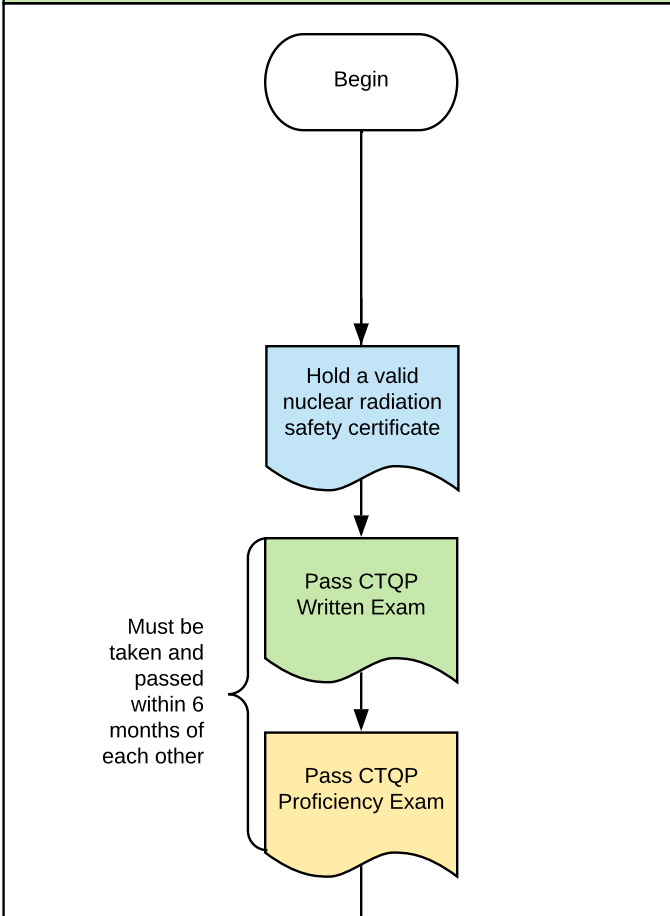 Begin
Hold a valid
nuclear radiation
safety certificate
Pass CTQP
Written Exam
Must be
taken and
passed
within 6
months of
each other
Pass CTQP
Proficiency Exam